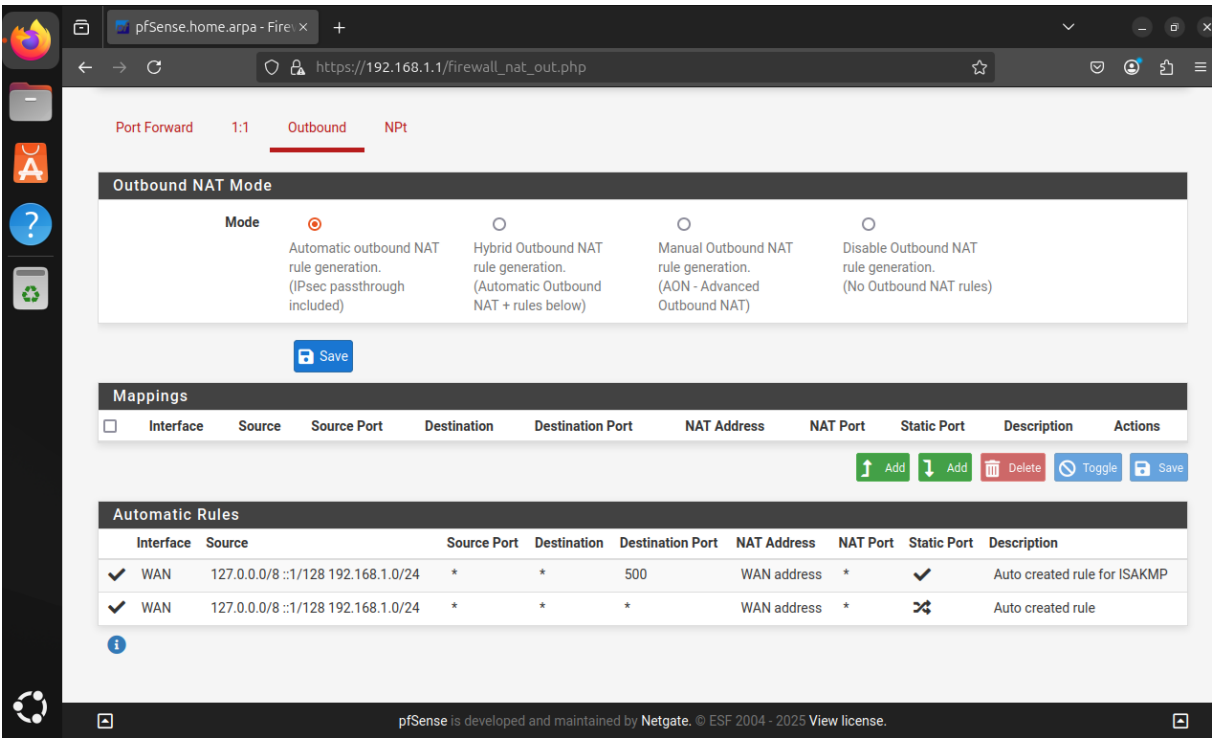 pfSense.home.arpa - Firew
https://192.168.1.1/firewall_nat_out.php
Port Forward 1:1 Outbound NPt
Outbound NAT Mode
Mode
Automatic outbound NAT
rule generation.
(IPsec passthrough
included)
Hybrid Outbound NAT
rule generation.
(Automatic Outbound
NAT + rules below)
Manual Outbound NAT
rule generation.
(AON - Advanced
Outbound NAT)
Disable Outbound NAT
rule generation.
(No Outbound NAT rules)
Save
Mappings
Interface Source Source Port Destination Destination Port NAT Address NAT Port Static Port Description Actions
Add Add Delete Toggle Save
Automatic Rules
Interface Source Source Port Destination Destination Port NAT Address NAT Port Static Port Description
WAN 127.0.0.0/8 ::1/128 192.168.1.0/24 * * 500 WAN address * Auto created rule for ISAKMP
WAN 127.0.0.0/8 ::1/128 192.168.1.0/24 * * * WAN address * Auto created rule
pfSense is developed and maintained by Netgate. © ESF 2004 - 2025 View license.